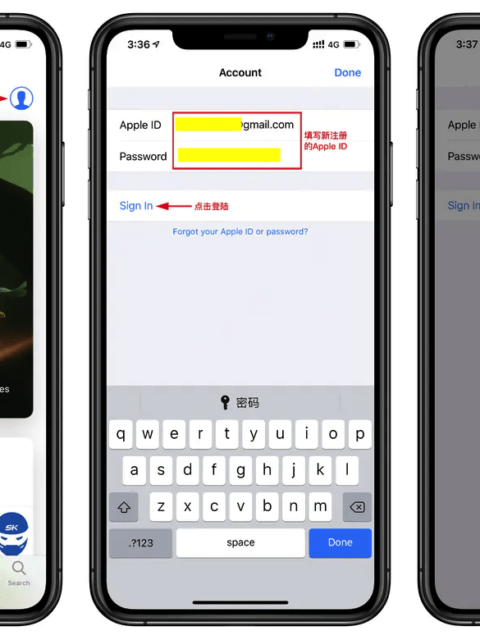 4G
3:36
4G
3:37
Account
Done
Apple ID
@gmail.com
填写新注册
的Apple ID
Apple
Password
Passw
Sign In
点击登陆
Sign In
Forgot your Apple ID or password?
es
密码
q w e r t y u i o p
a s d f g h j k l
z x c v b n m
.?123
space
Done
SK
Search